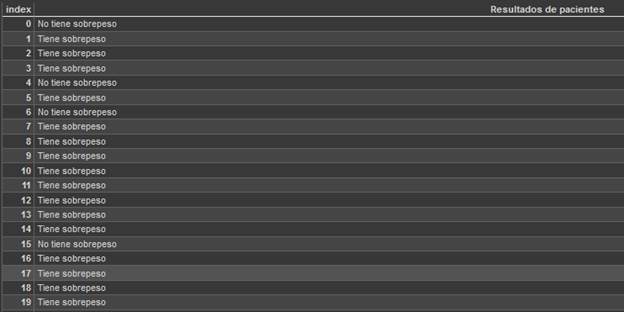 index Resultados de pacientes
0 No tiene sobrepeso
1 Tiene sobrepeso
2 Tiene sobrepeso
3 Tiene sobrepeso
4 No tiene sobrepeso
5 Tiene sobrepeso
6 No tiene sobrepeso
7 Tiene sobrepeso
8 Tiene sobrepeso
9 Tiene sobrepeso
10 Tiene sobrepeso
11 Tiene sobrepeso
12 Tiene sobrepeso
13 Tiene sobrepeso
14 Tiene sobrepeso
15 No tiene sobrepeso
16 Tiene sobrepeso
17 Tiene sobrepeso
18 Tiene sobrepeso
19 Tiene sobrepeso